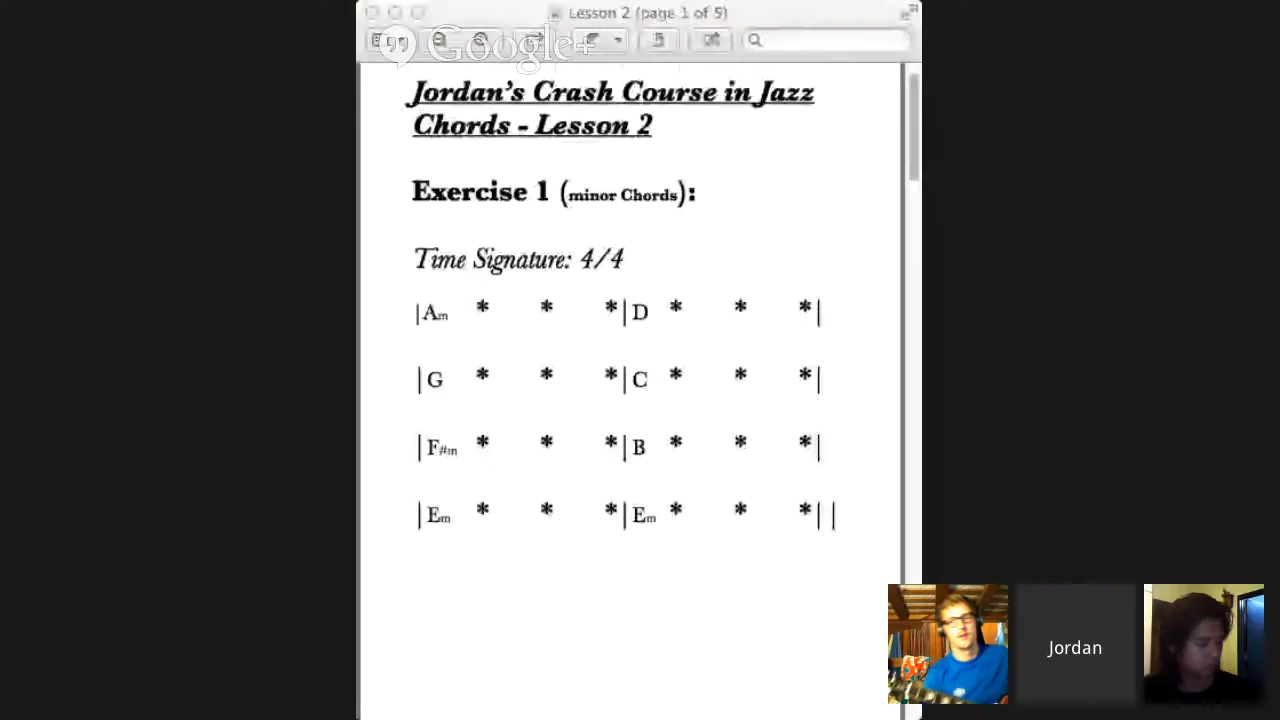 Lesson 2 (page 1 of 5)
Google+
Jordan's Crash Course in Jazz
Chords - Lesson 2
Exercise 1 (minor Chords):
Time Signature: 4/4
|Am * * *|D * * *|
|G * * *|C * * *|
|F#m * * *|B * * *|
|Em * * *|Em * * *||
Jordan